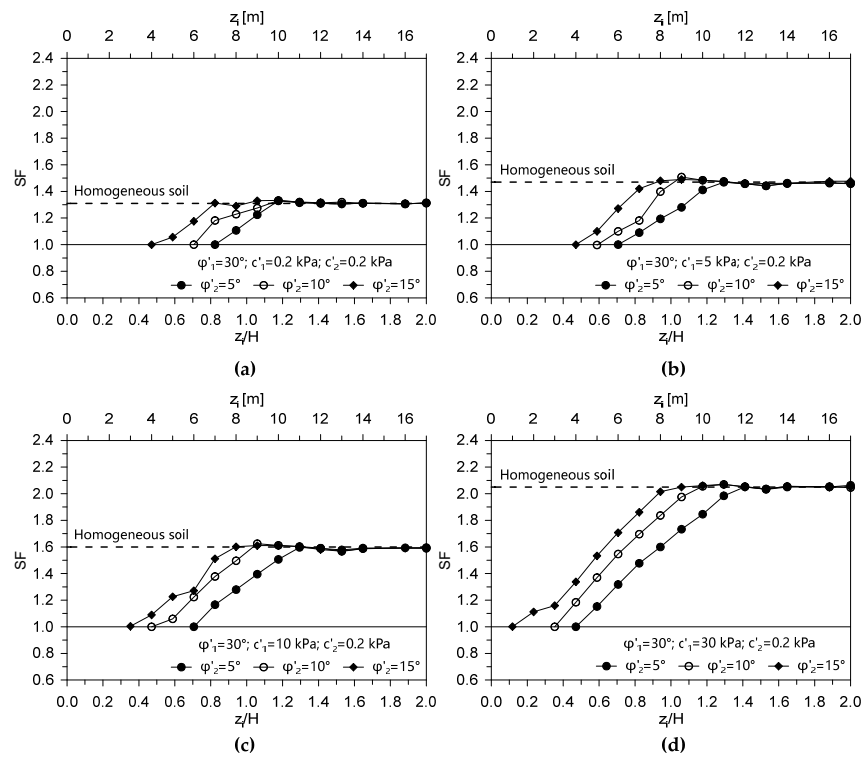 zᵢ [m]
0 2 4 6 8 10 12 14 16
2.4
2.2
2.0
1.8
1.6
1.4
1.2
1.0
0.8
0.6
SF
Homogeneous soil
φ'₁=30°; c'₁=0.2 kPa; c'₂=0.2 kPa
φ'₂=5° φ'₂=10° φ'₂=15°
0.0 0.2 0.4 0.6 0.8 1.0 1.2 1.4 1.6 1.8 2.0
zᵢ/H
(a)
zᵢ [m]
0 2 4 6 8 10 12 14 16
2.4
2.2
2.0
1.8
1.6
1.4
1.2
1.0
0.8
0.6
SF
Homogeneous soil
φ'₁=30°; c'₁=5 kPa; c'₂=0.2 kPa
φ'₂=5° φ'₂=10° φ'₂=15°
0.0 0.2 0.4 0.6 0.8 1.0 1.2 1.4 1.6 1.8 2.0
zᵢ/H
(b)
zᵢ [m]
0 2 4 6 8 10 12 14 16
2.4
2.2
2.0
1.8
1.6
1.4
1.2
1.0
0.8
0.6
SF
Homogeneous soil
φ'₁=30°; c'₁=10 kPa; c'₂=0.2 kPa
φ'₂=5° φ'₂=10° φ'₂=15°
0.0 0.2 0.4 0.6 0.8 1.0 1.2 1.4 1.6 1.8 2.0
zᵢ/H
(c)
zᵢ [m]
0 2 4 6 8 10 12 14 16
2.4
2.2
2.0
1.8
1.6
1.4
1.2
1.0
0.8
0.6
SF
Homogeneous soil
φ'₁=30°; c'₁=30 kPa; c'₂=0.2 kPa
φ'₂=5° φ'₂=10° φ'₂=15°
0.0 0.2 0.4 0.6 0.8 1.0 1.2 1.4 1.6 1.8 2.0
zᵢ/H
(d)